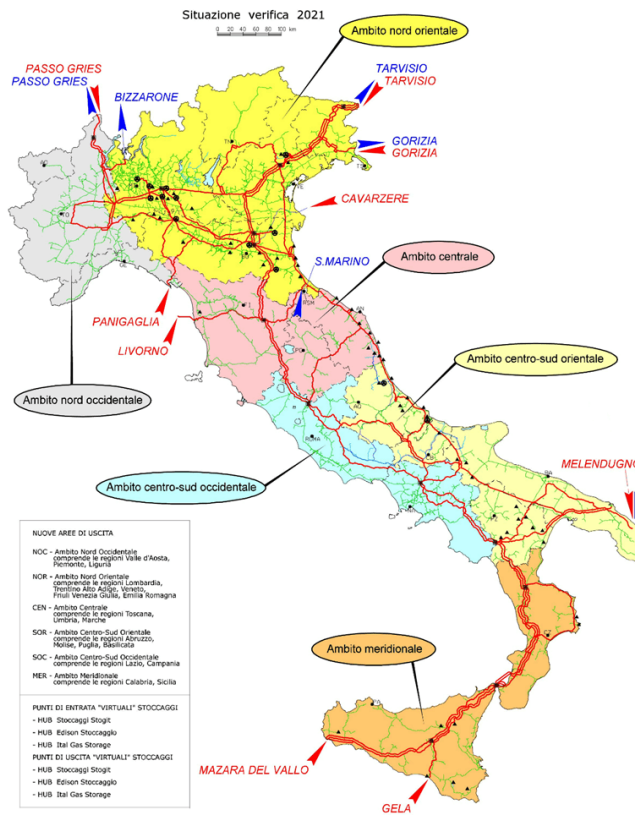 Situazione verifica 2021
Ambito nord orientale
PASSO GRIES
PASSO GRIES
BIZZARONE
TARVISIO
TARVISIO
GORIZIA
GORIZIA
CAVARZERE
S.MARINO
Ambito centrale
PANIGAGLIA
LIVORNO
Ambito nord occidentale
Ambito centro-sud orientale
Ambito centro-sud occidentale
MELENDUGNO
NUOVE AREE DI USCITA
NOC - Ambito Nord Occidentale
comprende le regioni Valle d'Aosta,
Piemonte, Liguria
NOR - Ambito Nord Orientale
comprende le regioni Lombardia,
Trentino Alto Adige, Veneto,
Friuli Venezia Giulia, Emilia Romagna
CEN - Ambito Centrale
comprende le regioni Toscana,
Umbria, Marche
SOR - Ambito Centro-Sud Orientale
comprende le regioni Abruzzo,
Molise, Puglia, Basilicata
SOC - Ambito Centro-Sud Occidentale
comprende le regioni Lazio, Campania
MER - Ambito Meridionale
comprende le regioni Calabria, Sicilia
PUNTI DI ENTRATA "VIRTUALI" STOCCAGGI
- HUB Stoccaggi Stogit
- HUB Edison Stoccaggio
- HUB Ital Gas Storage
PUNTI DI USCITA "VIRTUALI" STOCCAGGI
- HUB Stoccaggi Stogit
- HUB Edison Stoccaggio
- HUB Ital Gas Storage
Ambito meridionale
MAZARA DEL VALLO
GELA